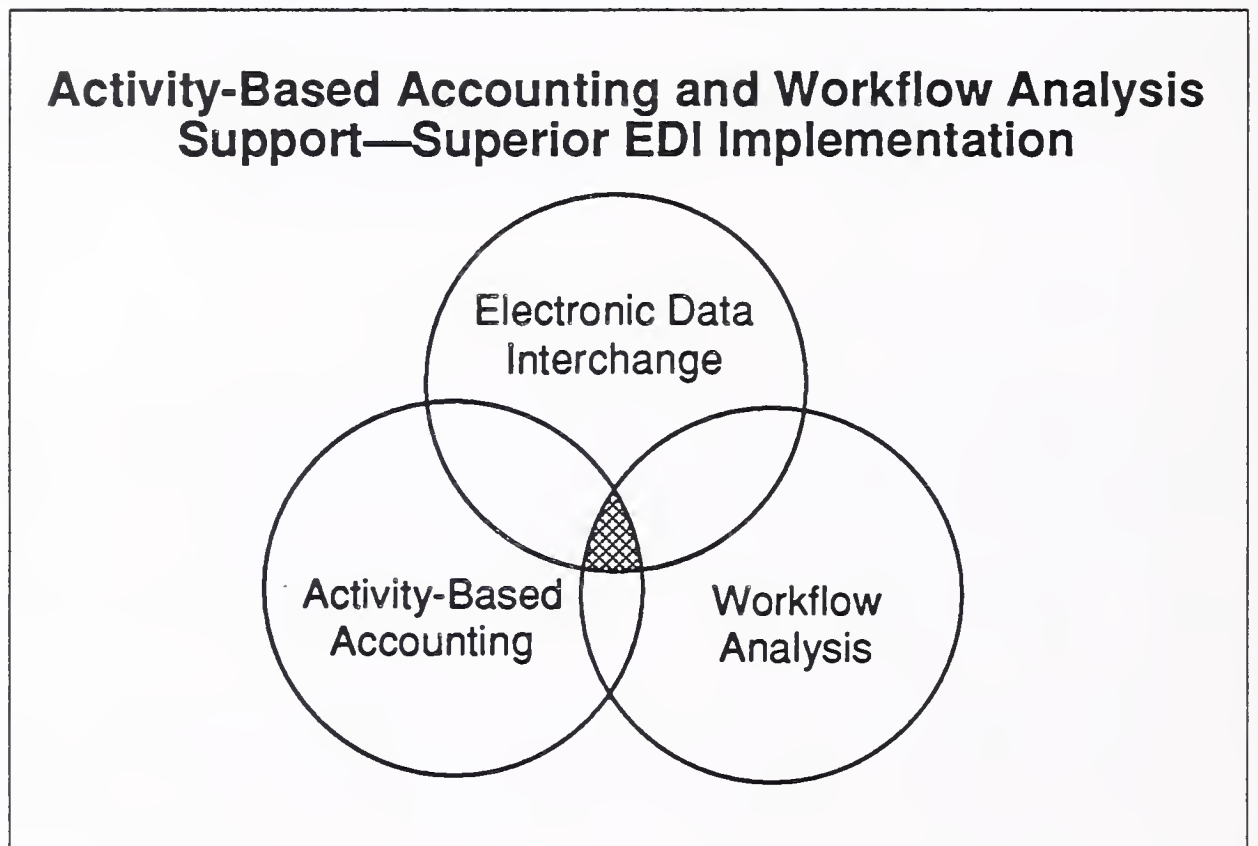 Activity-Based Accounting and Workflow Analysis
Support—Superior EDI Implementation
Electronic Data
Interchange
Activity-Based
Accounting
Workflow
Analysis